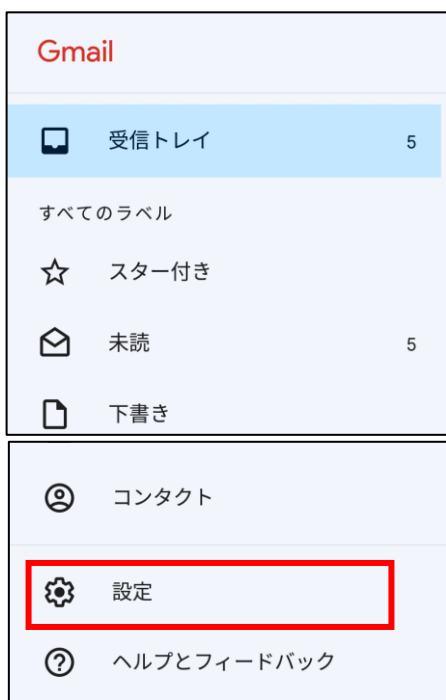 Gmail
受信トレイ 5
すべてのラベル
スター付き
未読 5
下書き
コンタクト
設定
ヘルプとフィードバック